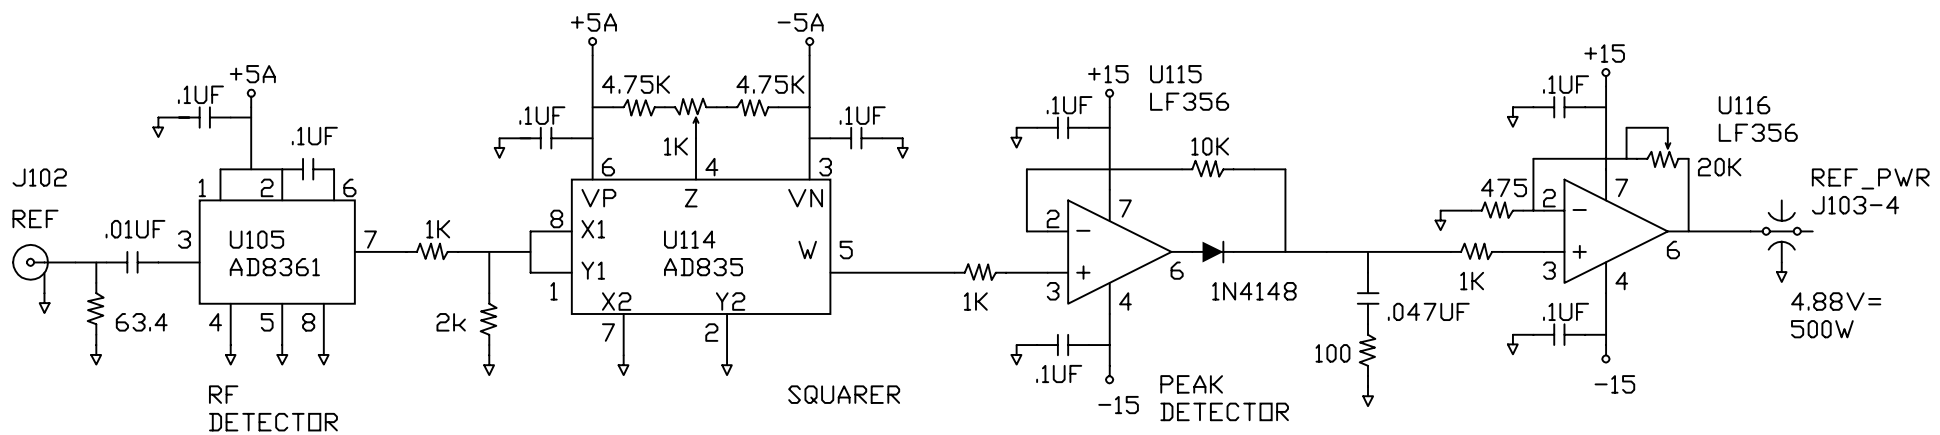 J102
REF
63.4
.01UF
.1UF
+5A
.1UF
1
2
6
3
U105
AD8361
7
4
5
8
RF
DETECTOR
1K
2k
+5A
-5A
4.75K
4.75K
.1UF
.1UF
1K
6
4
3
VP
Z
VN
8
X1
U114
AD835
W
5
Y1
1
X2
Y2
7
2
SQUARER
1K
+15
U115
LF356
.1UF
10K
7
2
−
+
3
6
4
1N4148
.1UF
-15
PEAK
DETECTOR
.047UF
100
1K
+15
.1UF
U116
LF356
20K
475
7
2
−
+
3
6
4
.1UF
-15
REF_PWR
J103-4
4.88V=
500W